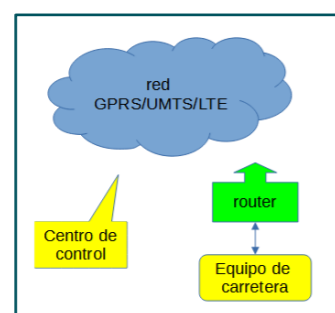 red
GPRS/UMTS/LTE
router
Centro de
control
Equipo de
carretera